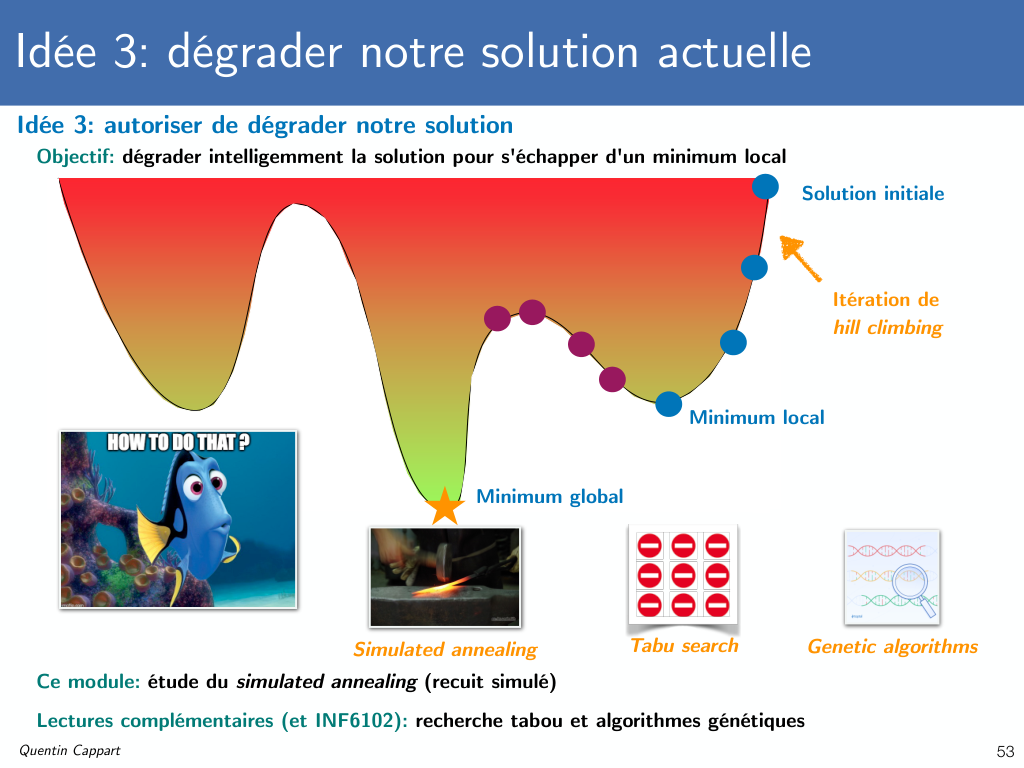 Idée 3: dégrader notre solution actuelle
Idée 3: autoriser de dégrader notre solution
Objectif: dégrader intelligemment la solution pour s'échapper d'un minimum local
Solution initiale
Itération de
hill climbing
Minimum local
HOW TO DO THAT ?
Minimum global
Simulated annealing
Tabu search
Genetic algorithms
Ce module: étude du simulated annealing (recuit simulé)
Lectures complémentaires (et INF6102): recherche tabou et algorithmes génétiques
Quentin Cappart
53